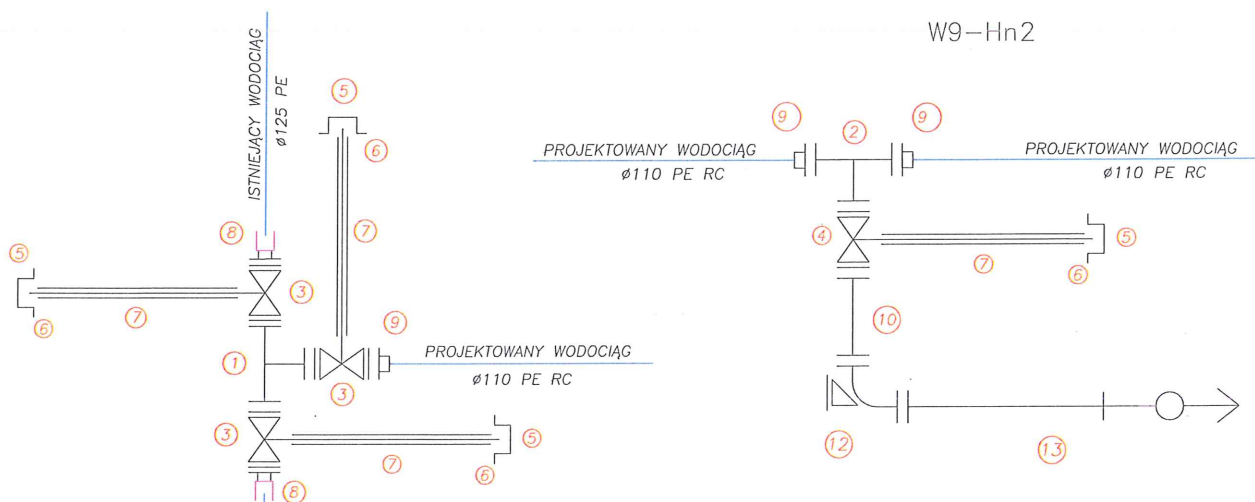 W9-Hn2
ISTNIEJĄCY WODOCIĄG
ø125 PE
5
6
8
7
5
3
7
6
9
1
PROJEKTOWANY WODOCIĄG
ø110 PE RC
3
3
5
7
6
8
9
2
9
PROJEKTOWANY WODOCIĄG
ø110 PE RC
PROJEKTOWANY WODOCIĄG
ø110 PE RC
4
5
7
6
10
12
13